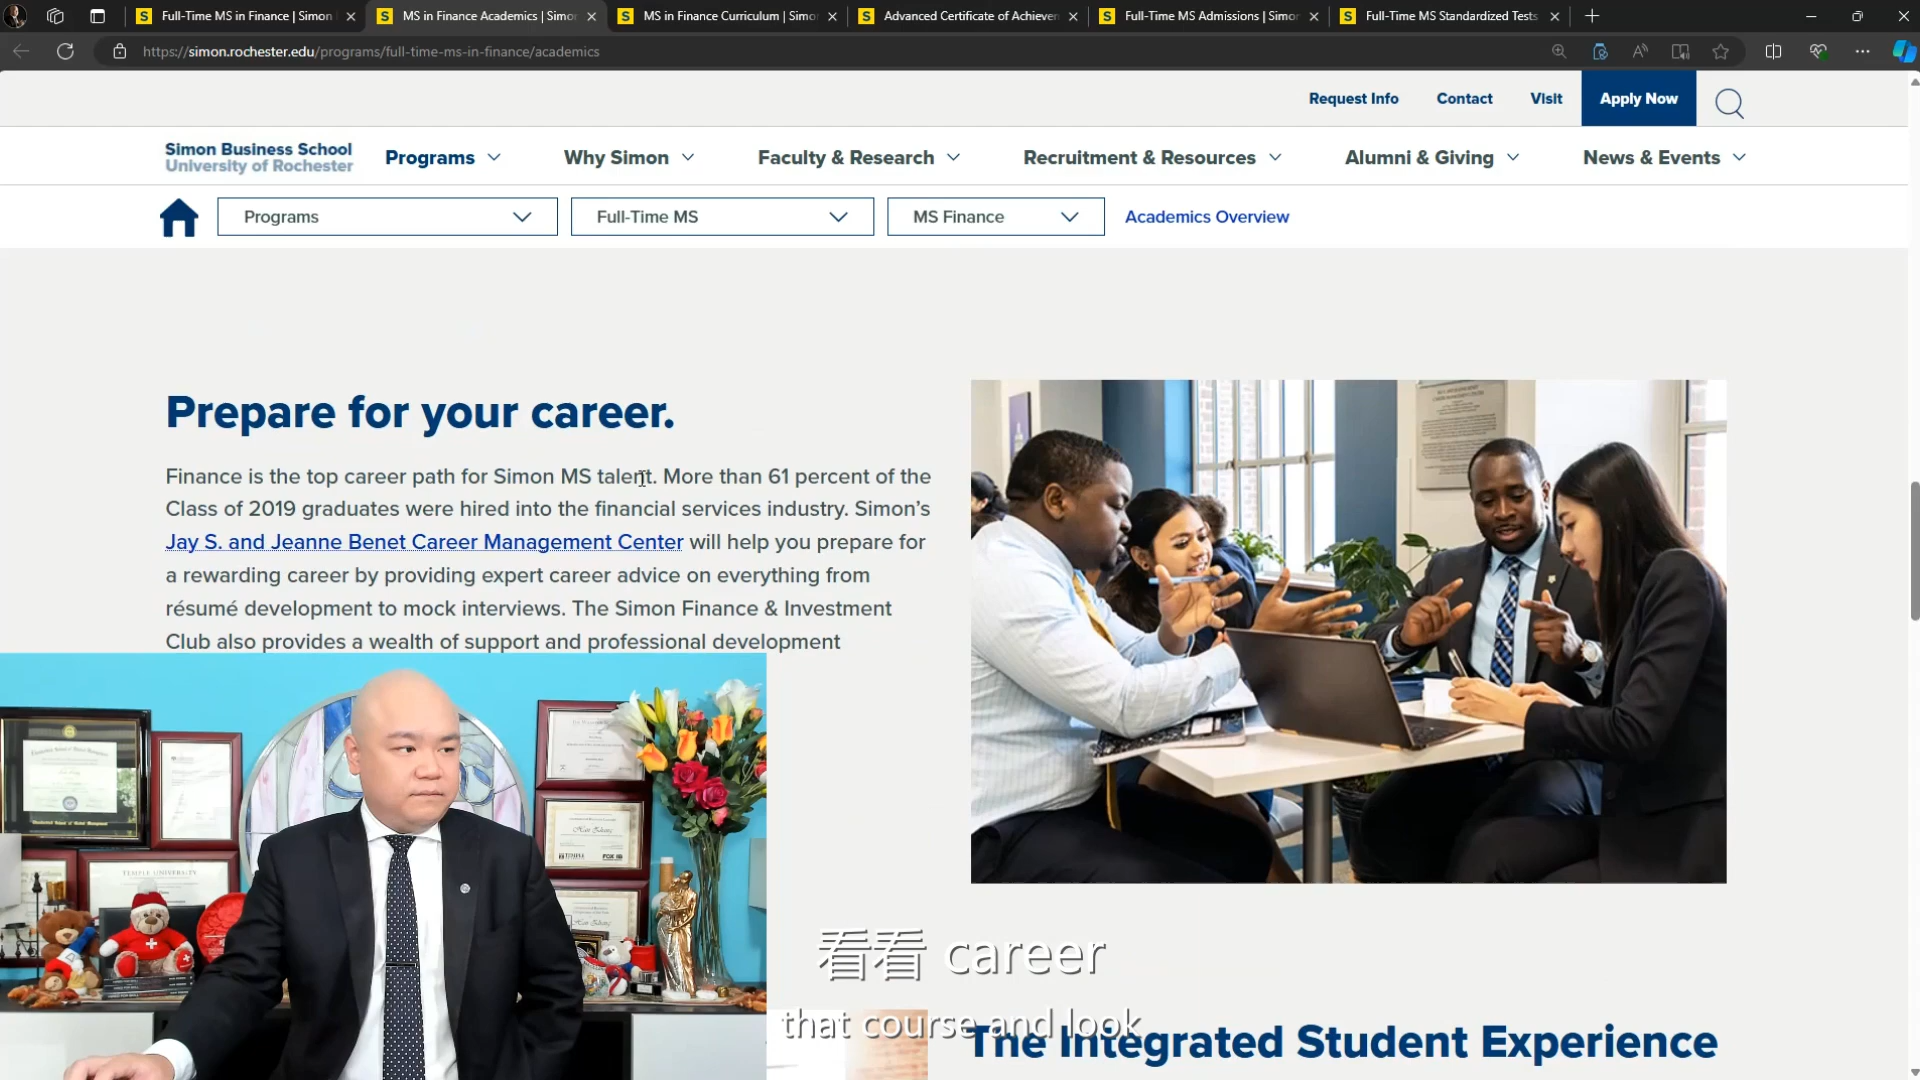 Full-Time MS in Finance | Simon
MS in Finance Academics | Simo
MS in Finance Curriculum | Simo
Advanced Certificate of Achieve
Full-Time MS Admissions | Simo
Full-Time MS Standardized Tests
https://simon.rochester.edu/programs/full-time-ms-in-finance/academics
Request Info
Contact
Visit
Apply Now
Simon Business School
University of Rochester
Programs
Why Simon
Faculty & Research
Recruitment & Resources
Alumni & Giving
News & Events
Programs
Full-Time MS
MS Finance
Academics Overview
Prepare for your career.
Finance is the top career path for Simon MS talent. More than 61 percent of the
Class of 2019 graduates were hired into the financial services industry. Simon's
Jay S. and Jeanne Benet Career Management Center will help you prepare for
a rewarding career by providing expert career advice on everything from
résumé development to mock interviews. The Simon Finance & Investment
Club also provides a wealth of support and professional development
TEMPLE UNIVERSITY
看看 career
that course and look
The Integrated Student Experience